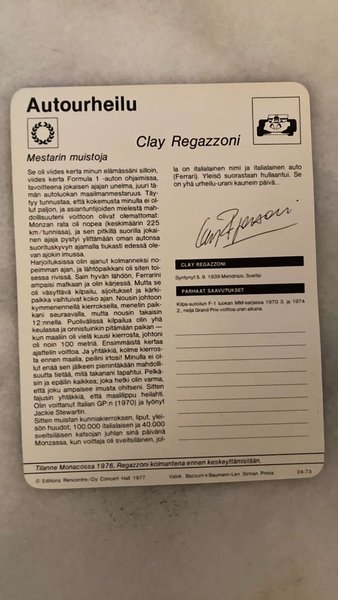 Autourheilu
Clay Regazzoni
Mestarin muistoja
Se oli viides kerta minun elämässäni silloin,
viides kerta Formula 1 -auton ohjaimissa,
tavoitteena jokaisen ajajan unelma, juuri tä-
män autoluokan maailmanmestaruus. Täy-
tyy tunnustaa, että kokemusta minulla ei ol-
lut paljon, ja asiantuntijoiden mielestä mah-
dollisuuteni voittoon olivat olemattomat:
Monzan rata on nopea (keskimäärin 225
km/tunnissa), ja sen pitkillä suorilla jokai-
nen ajaja pystyi ylittämään oman autonsa
suorituskyvyn ajamalla tiukasti edessä ole-
van ajokin imussa.
Harjoituksissa olin ajanut kolmanneksi no-
peimman ajan, ja lähtöpaikkani oli siten toi-
sessa rivissä. Sain hyvän lähdön, Ferrarini
ampaisi matkaan ja olin kärjessä. Mutta se
oli väsyttävä kilpailu, sijoitukset ja kärki-
paikka vaihtuivat koko ajan. Nousin johtoon
kymmenennellä kierroksella, menetin paik-
kani seuraavalla, mutta nousin takaisin
12:nnella. Puolivälissä kilpailua olin yhä
keulassa ja onnistuinkin pitämään paikan —
kun maaliin oli vielä kuusi kierrosta, johtoni
oli noin 100 metriä. Ensimmäistä kertaa
ajattelin voittoa. Ja yhtäkkiä, kolme kierros-
ta ennen maalia, peilini irtosi! Minulla ei ol-
lut enää sen jälkeen pienintäkään mahdolli-
suutta tietää, mitä takanani tapahtui. Pelkä-
sin ja epäilin kaikkea; joka hetki olin varma,
että joku ampaisee imusta ohitseni. Sitten
tajusin yhtäkkiä, että maalilippu heilahti.
Olin voittanut Italian GP:n (1970) ja lyönyt
Jackie Stewartin.
Sitten muistan kunniakierroksen, liput, yleis-
ön huudot; 100.000 italialaisen ja 40.000
sveitsiläisen katsojan juhlan sinä päivänä
Monzassa, kun voittaja oli sveitsiläinen, jol-
la on italialainen nimi ja italialainen auto
(Ferrari). Yleisö suorastaan hullaantui. Se
on yhä urheilu-urani kaunein päivä..
CLAY REGAZZONI
Syntynyt 5. 9. 1939 Mendrisio, Sveitsi
PARHAAT SAAVUTUKSET
Kilpa-autoilun F-1 luokan MM-sarjassa 1970 3. ja 1974
2., neljä Grand Prix-voittoa uran aikana.
Tilanne Monacossa 1976, Regazzoni kolmantena ennen keskeyttämistään.
© Editions Rencontre/Oy Concert Hall 1977
Valok. Bazzurri + Baumann-Len Sirman Press.
04-73